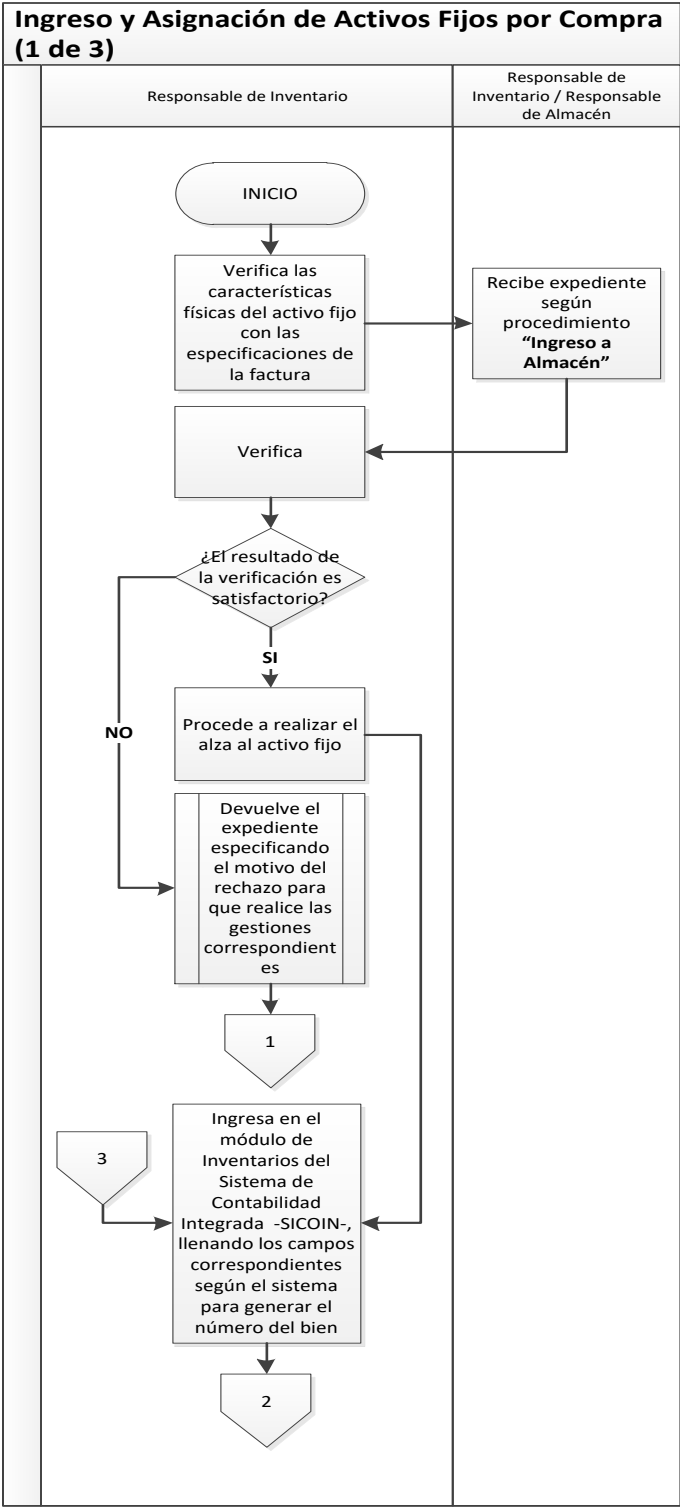 Ingreso y Asignación de Activos Fijos por Compra
(1 de 3)
Responsable de Inventario
Responsable de
Inventario / Responsable
de Almacén
INICIO
Verifica las
características
físicas del activo fijo
con las
especificaciones de
la factura
Recibe expediente
según
procedimiento
“Ingreso a
Almacén”
Verifica
¿El resultado de
la verificación es
satisfactorio?
SI
NO
Procede a realizar el
alza al activo fijo
Devuelve el
expediente
especificando
el motivo del
rechazo para
que realice las
gestiones
correspondient
es
1
3
Ingresa en el
módulo de
Inventarios del
Sistema de
Contabilidad
Integrada -SICOIN-,
llenando los campos
correspondientes
según el sistema
para generar el
número del bien
2